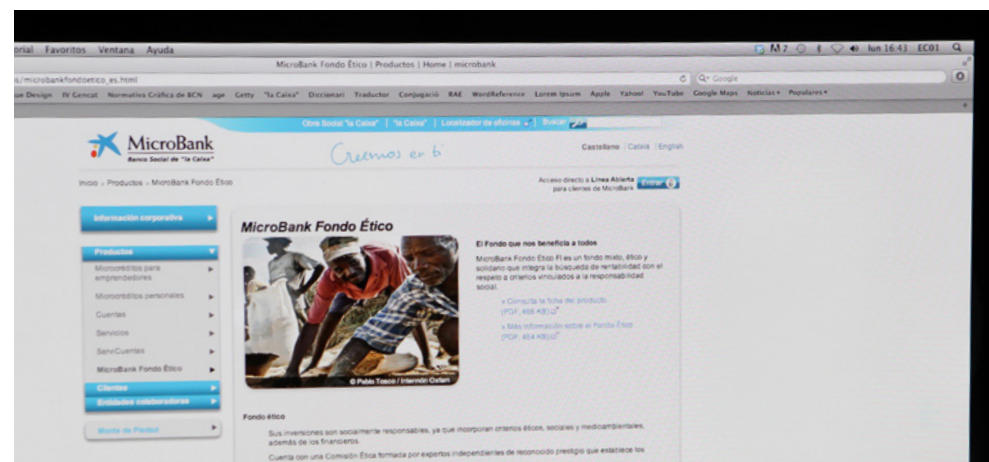 orial Favoritos Ventana Ayuda
lun 16:43 EC01
MicroBank Fondo Ético | Productos | Home | microbank
s/microbankfondoetico_es.html
Google
ue Design IV Gencat Normativa Gráfica de BCN age Getty "la Caixa" Diccionari Traductor Conjugació RAE WordReference Lorem Ipsum Apple Yahoo! YouTube Google Maps Noticias Populares
Obra Social "la Caixa" | "la Caixa" | Localizador de oficinas | Buscar
MicroBank
Banco Social de "la Caixa"
Creemos en ti
Castellano | Català | English
Inicio > Productos > MicroBank Fondo Ético
Acceso directo a Línea Abierta
para clientes de MicroBank
Entrar
Información corporativa
Productos
Microcréditos para
emprendedores
Microcréditos personales
Cuentas
Servicios
ServiCuentas
MicroBank Fondo Ético
Clientes
Entidades colaboradoras
Monte de Piedad
MicroBank Fondo Ético
© Pablo Tosco / Intermón Oxfam
El Fondo que nos beneficia a todos
MicroBank Fondo Ético FI es un fondo mixto, ético y
solidario que integra la búsqueda de rentabilidad con el
respeto a criterios vinculados a la responsabilidad
social.
» Consulta la ficha del producto
(PDF, 466 KB)
» Más información sobre el Fondo Ético
(PDF, 454 KB)
Fondo ético
Sus inversiones son socialmente responsables, ya que incorporan criterios éticos, sociales y medioambientales,
además de los financieros.
Cuenta con una Comisión Ética formada por expertos independientes de reconocido prestigio que establece los